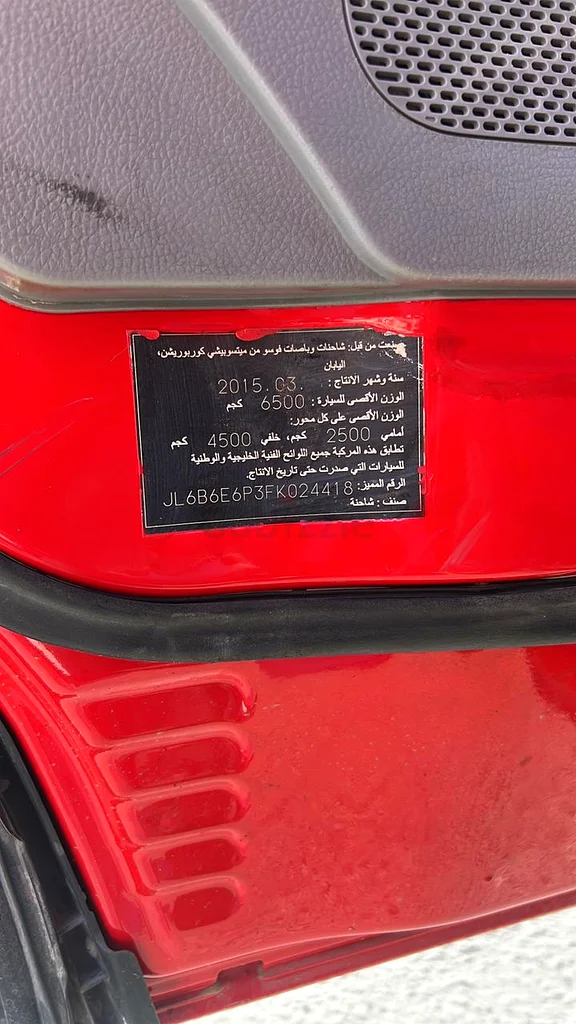 صنعت من قبل: شاحنات وباصات فوسو من ميتسوبيشي كوربوريشن،
اليابان
سنة وشهر الانتاج : 2015.03.
الوزن الأقصى للسيارة : 6500 كجم
الوزن الأقصى على كل محور:
أمامي 2500 كجم، خلفي 4500 كجم
تطابق هذه المركبة جميع اللوائح الفنية الخليجية والوطنية
للسيارات التي صدرت حتى تاريخ الانتاج.
الرقم المميز: JL6B6E6P3FK024418
صنف : شاحنة